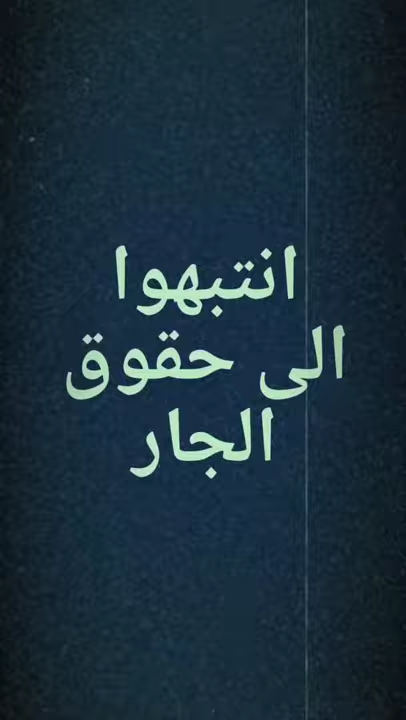 انتبهوا
الى حقوق
الجار